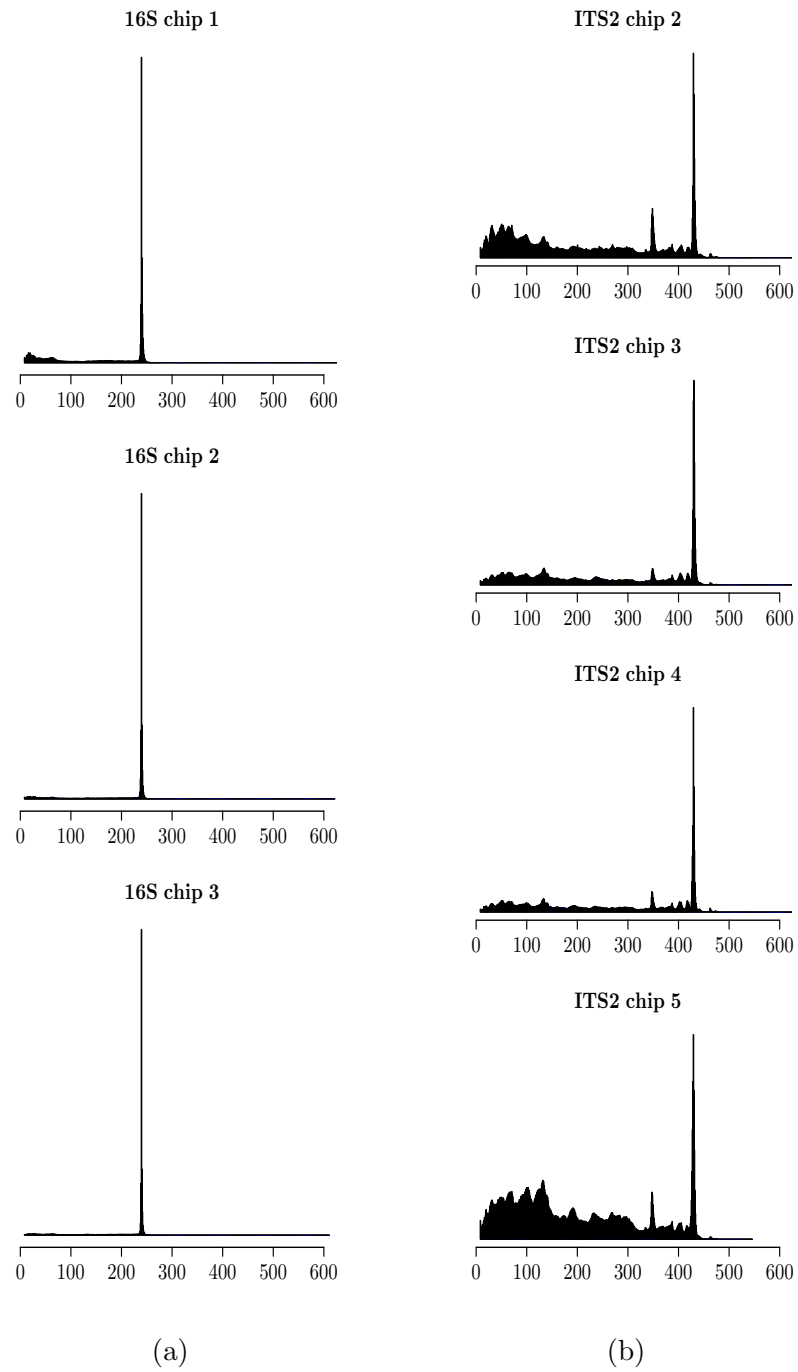 16S chip 1
0 100 200 300 400 500 600
16S chip 2
0 100 200 300 400 500 600
16S chip 3
0 100 200 300 400 500 600
(a)
ITS2 chip 2
0 100 200 300 400 500 600
ITS2 chip 3
0 100 200 300 400 500 600
ITS2 chip 4
0 100 200 300 400 500 600
ITS2 chip 5
0 100 200 300 400 500 600
(b)